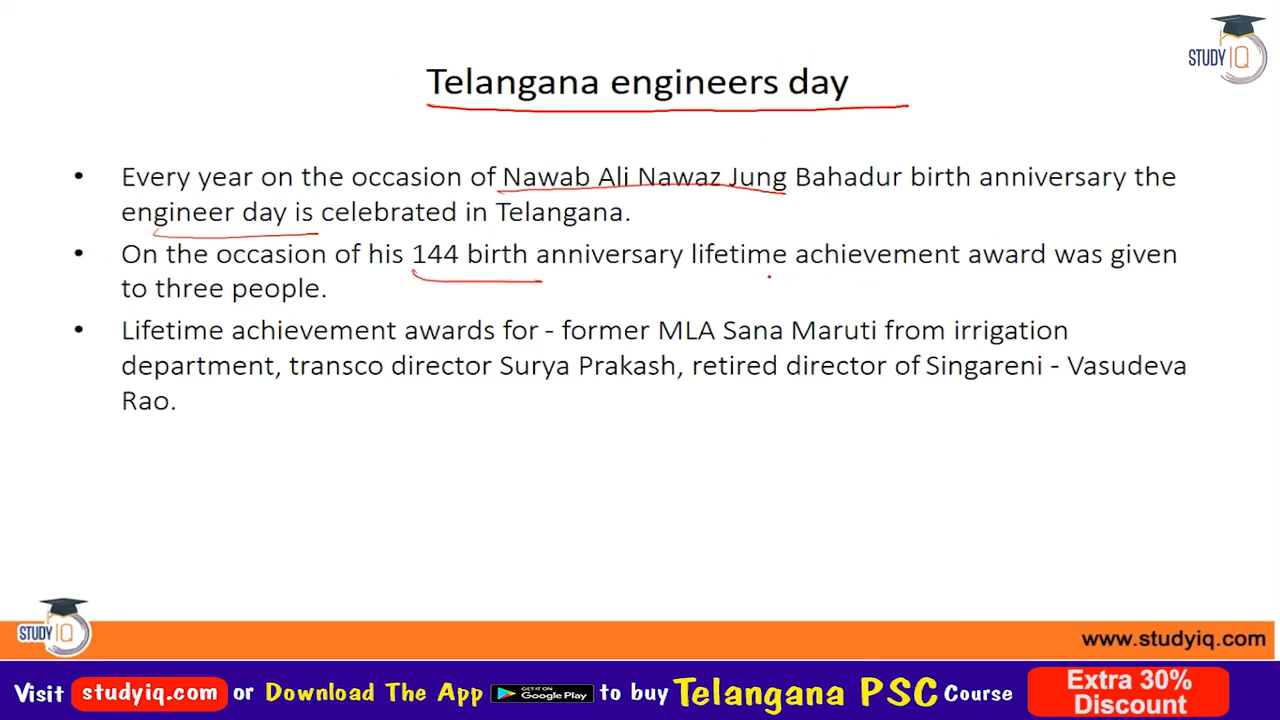 STUDY IQ
Telangana engineers day
• Every year on the occasion of Nawab Ali Nawaz Jung Bahadur birth anniversary the
engineer day is celebrated in Telangana.
• On the occasion of his 144 birth anniversary lifetime achievement award was given
to three people.
• Lifetime achievement awards for - former MLA Sana Maruti from irrigation
department, transco director Surya Prakash, retired director of Singareni - Vasudeva
Rao.
STUDY IQ
www.studyiq.com
Visit studyiq.com or Download The App GET IT ON Google Play to buy Telangana PSC Course
Extra 30%
Discount